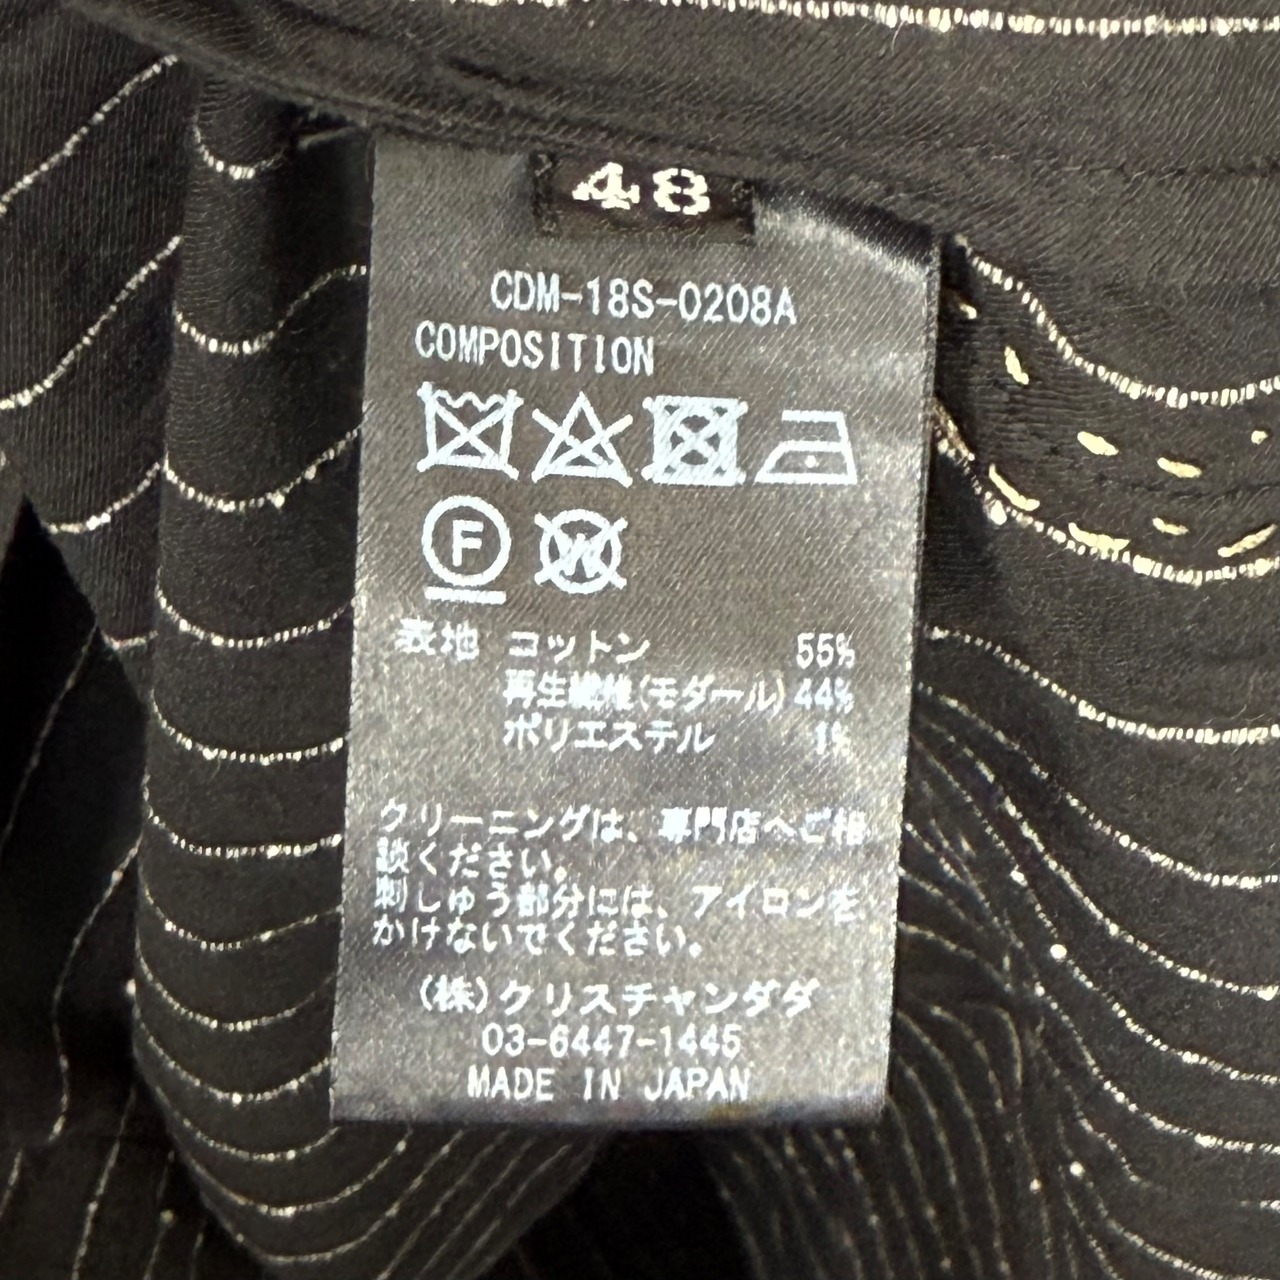 48
CDM-18S-0208A
COMPOSITION
F
W
表地 コットン 55%
再生繊維(モダール) 44%
ポリエステル 1%
クリーニングは、専門店へご相
談ください。
刺しゅう部分には、アイロンを
かけないでください。
(株)クリスチャンダダ
03-6447-1445
MADE IN JAPAN